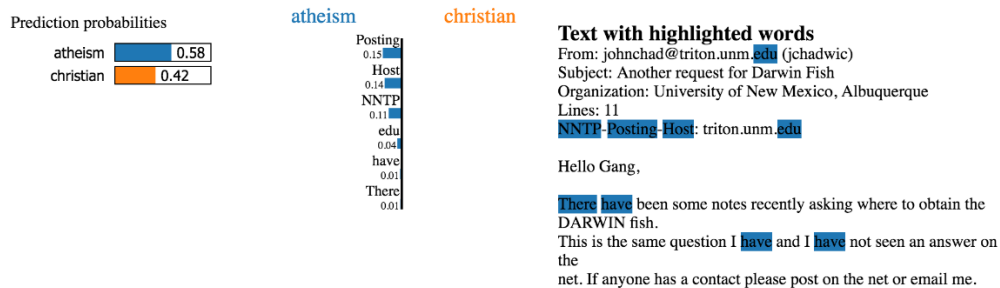 Prediction probabilities
atheism 0.58
christian 0.42
atheism christian
Posting
0.15
Host
0.14
NNTP
0.11
edu
0.04
have
0.01
There
0.01
Text with highlighted words
From: johnchad@triton.unm.edu (jchadwic)
Subject: Another request for Darwin Fish
Organization: University of New Mexico, Albuquerque
Lines: 11
NNTP-Posting-Host: triton.unm.edu
Hello Gang,
There have been some notes recently asking where to obtain the
DARWIN fish.
This is the same question I have and I have not seen an answer on
the
net. If anyone has a contact please post on the net or email me.